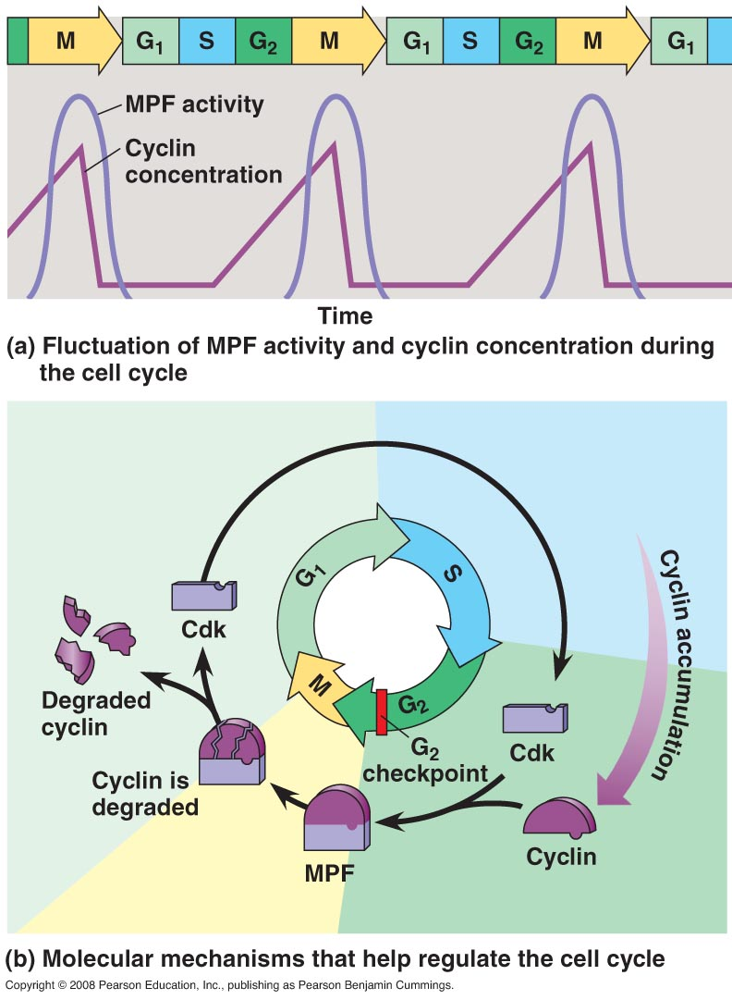 M G₁ S G₂ M G₁ S G₂ M G₁
MPF activity
Cyclin
concentration
Time
(a) Fluctuation of MPF activity and cyclin concentration during
the cell cycle
G₁
S
G₂
M
Cyclin accumulation
Cdk
Degraded
cyclin
Cyclin is
degraded
G₂
checkpoint
Cdk
Cyclin
MPF
(b) Molecular mechanisms that help regulate the cell cycle
Copyright © 2008 Pearson Education, Inc., publishing as Pearson Benjamin Cummings.